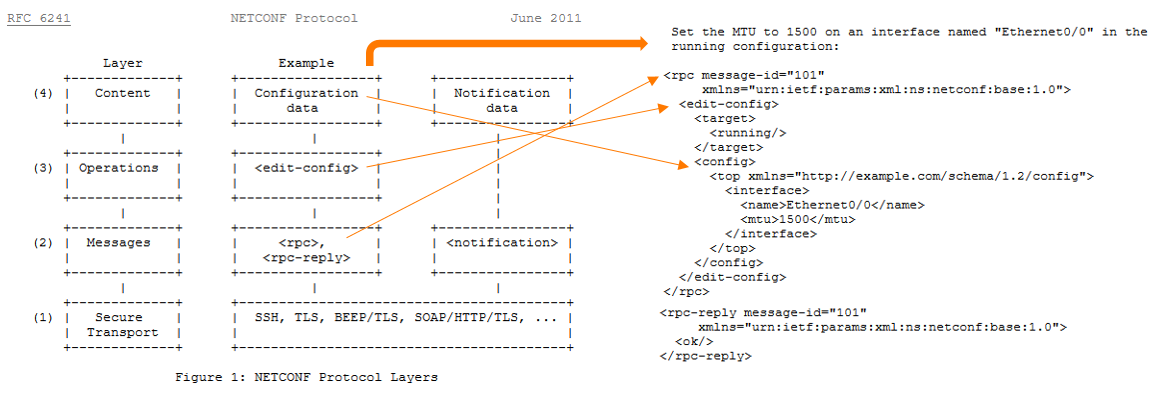 RFC 6241 NETCONF Protocol June 2011
Layer Example
(4) Content Configuration data Notification data
(3) Operations <edit-config>
(2) Messages <rpc>, <rpc-reply> <notification>
(1) Secure Transport SSH, TLS, BEEP/TLS, SOAP/HTTP/TLS, ...
Figure 1: NETCONF Protocol Layers
Set the MTU to 1500 on an interface named "Ethernet0/0" in the
running configuration:
<rpc message-id="101"
xmlns="urn:ietf:params:xml:ns:netconf:base:1.0">
<edit-config>
<target>
<running/>
</target>
<config>
<top xmlns="http://example.com/schema/1.2/config">
<interface>
<name>Ethernet0/0</name>
<mtu>1500</mtu>
</interface>
</top>
</config>
</edit-config>
</rpc>
<rpc-reply message-id="101"
xmlns="urn:ietf:params:xml:ns:netconf:base:1.0">
<ok/>
</rpc-reply>